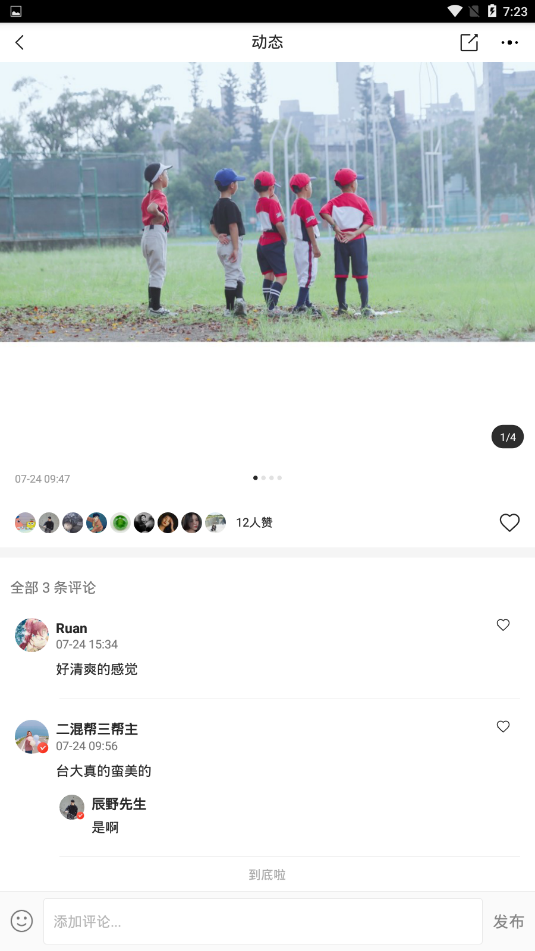 7:23
动态
1/4
07-24 09:47
12人赞
全部 3 条评论
Ruan
07-24 15:34
好清爽的感觉
二混帮三帮主
07-24 09:56
台大真的蛮美的
辰野先生
是啊
到底啦
添加评论...
发布